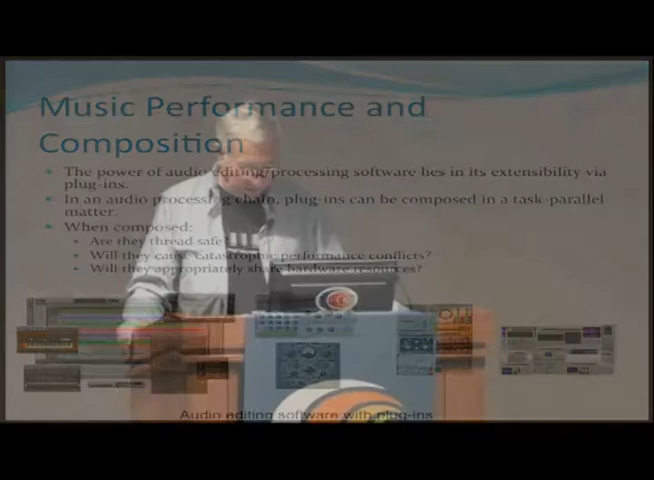 Music Performance and
Composition
The power of audio editing/processing software lies in its extensibility via
plug-ins.
In an audio processing chain, plug-ins can be composed in a task-parallel
matter.
When composed:
Are they thread safe
Will they cause catastrophic performance conflicts?
Will they appropriately share hardware resources?
Audio editing software with plug-ins